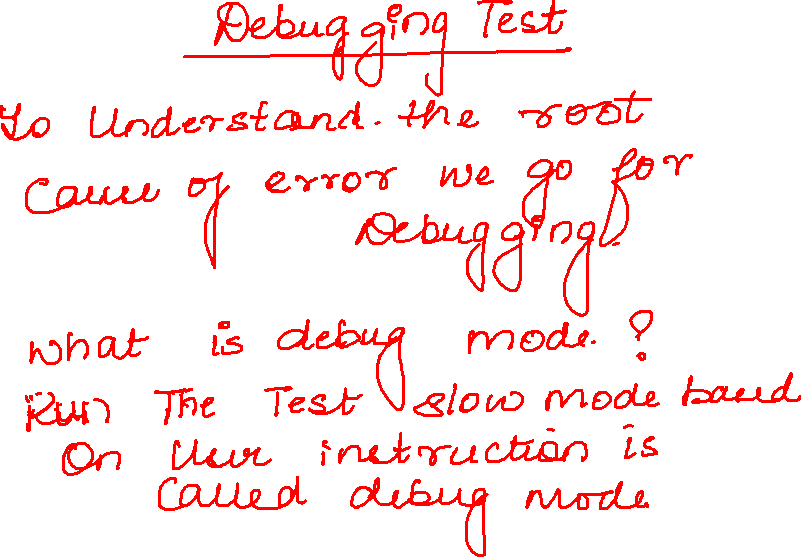 Debugging Test
To Understand. the root
cause of error we go for
Debugging.
What is debug mode. ?
Run The Test slow mode based
On User instruction is
called debug mode